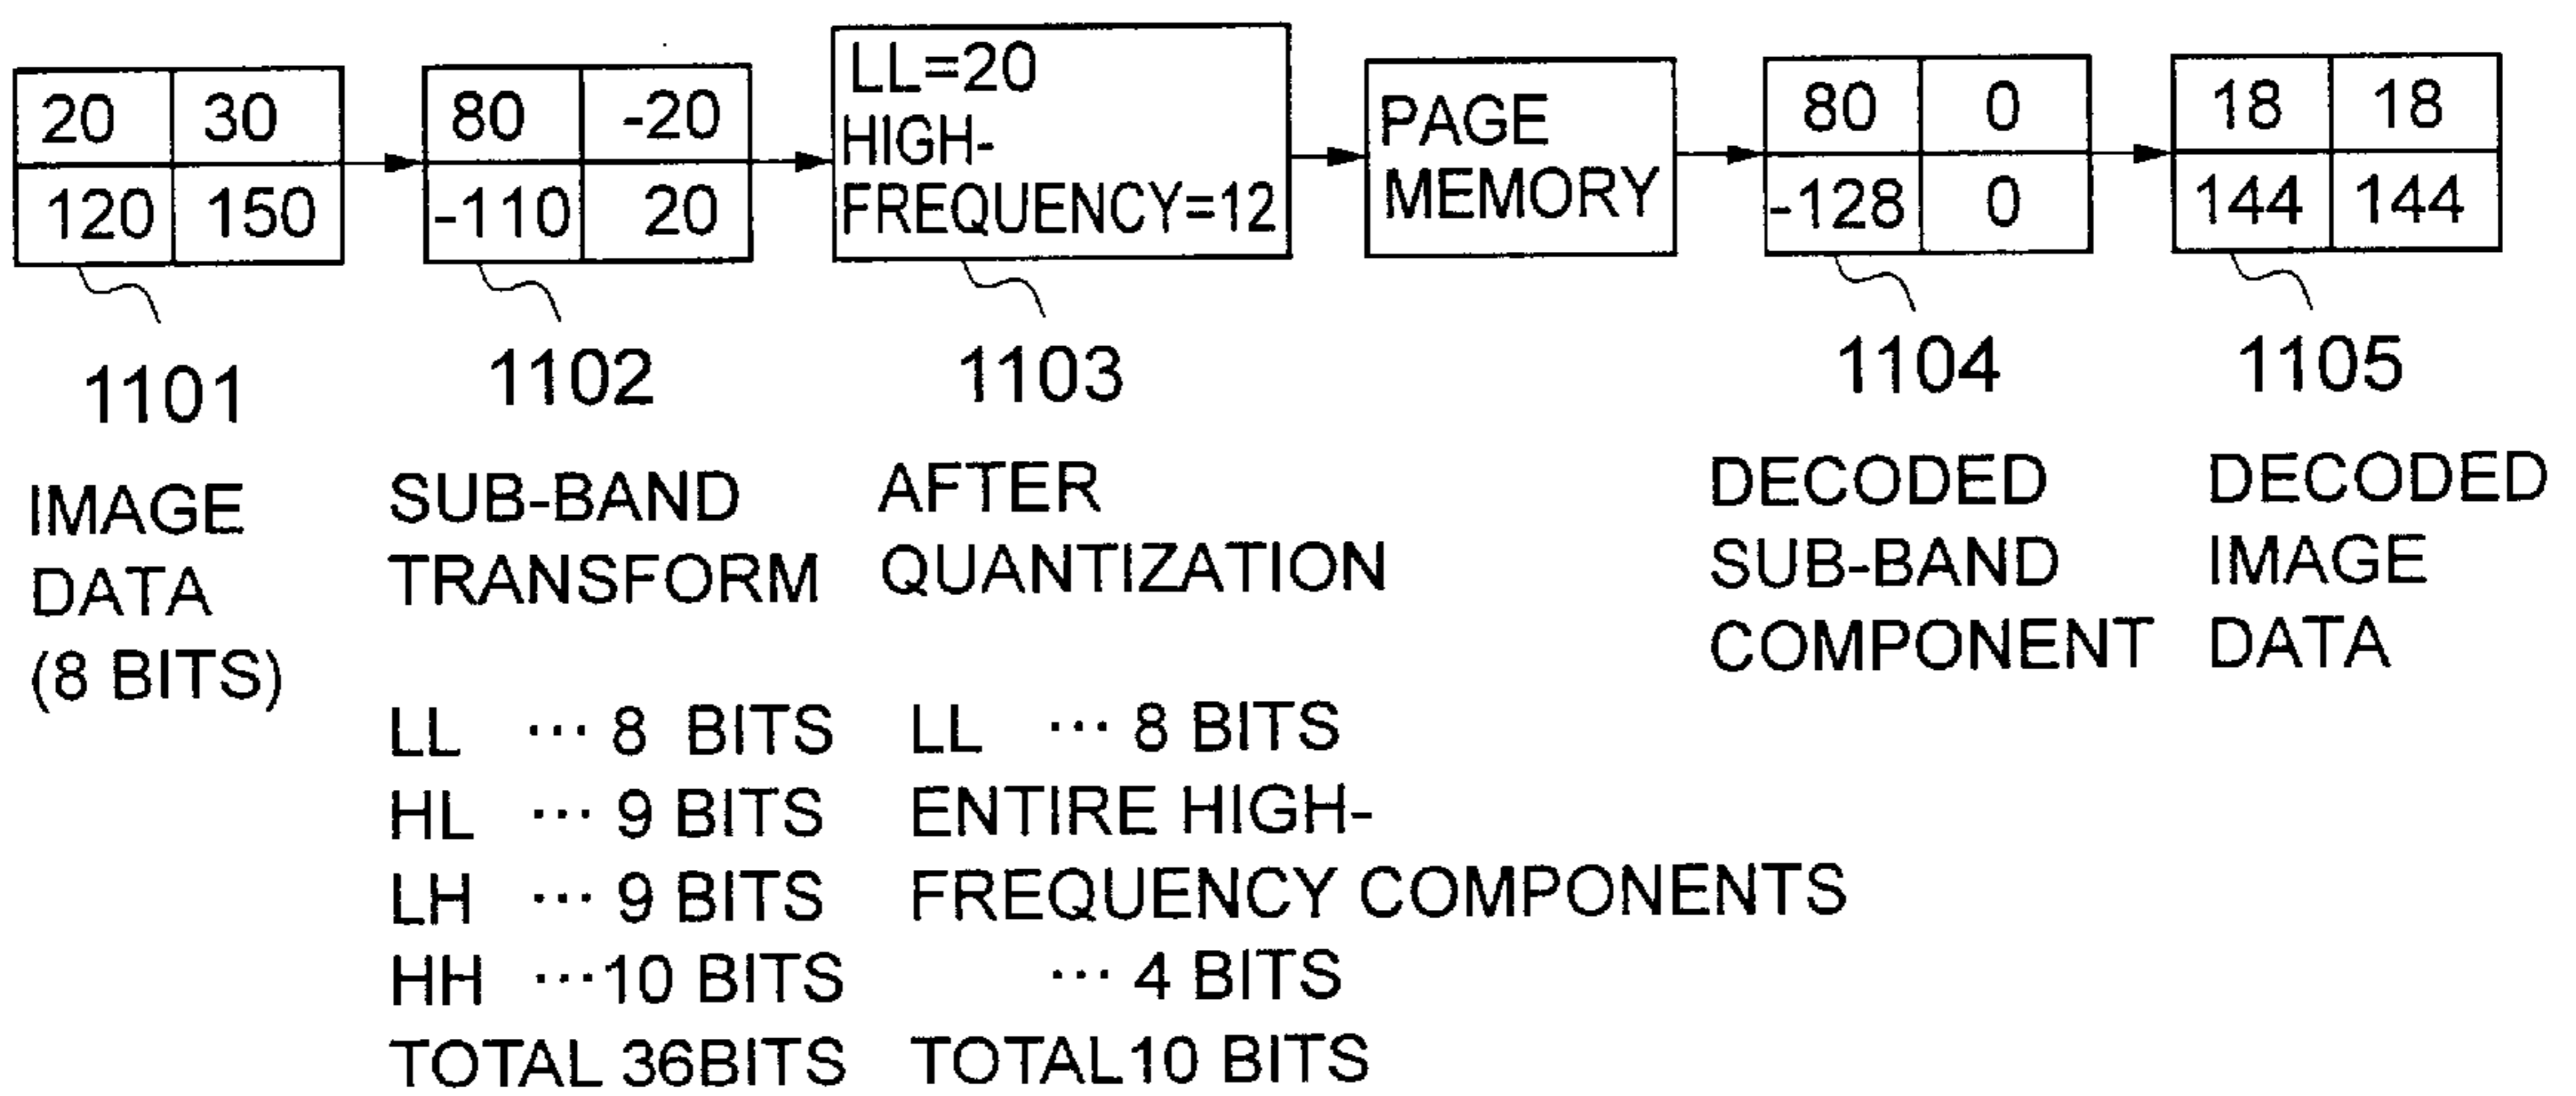 20 30
120 150
80 -20
-110 20
LL=20
HIGH-
FREQUENCY=12
PAGE
MEMORY
80 0
-128 0
18 18
144 144
1101
1102
1103
1104
1105
IMAGE
DATA
(8 BITS)
SUB-BAND
TRANSFORM
LL ··· 8 BITS
HL ··· 9 BITS
LH ··· 9 BITS
HH ···10 BITS
TOTAL 36BITS
AFTER
QUANTIZATION
LL ··· 8 BITS
ENTIRE HIGH-
FREQUENCY COMPONENTS
··· 4 BITS
TOTAL10 BITS
DECODED
SUB-BAND
COMPONENT
DECODED
IMAGE
DATA